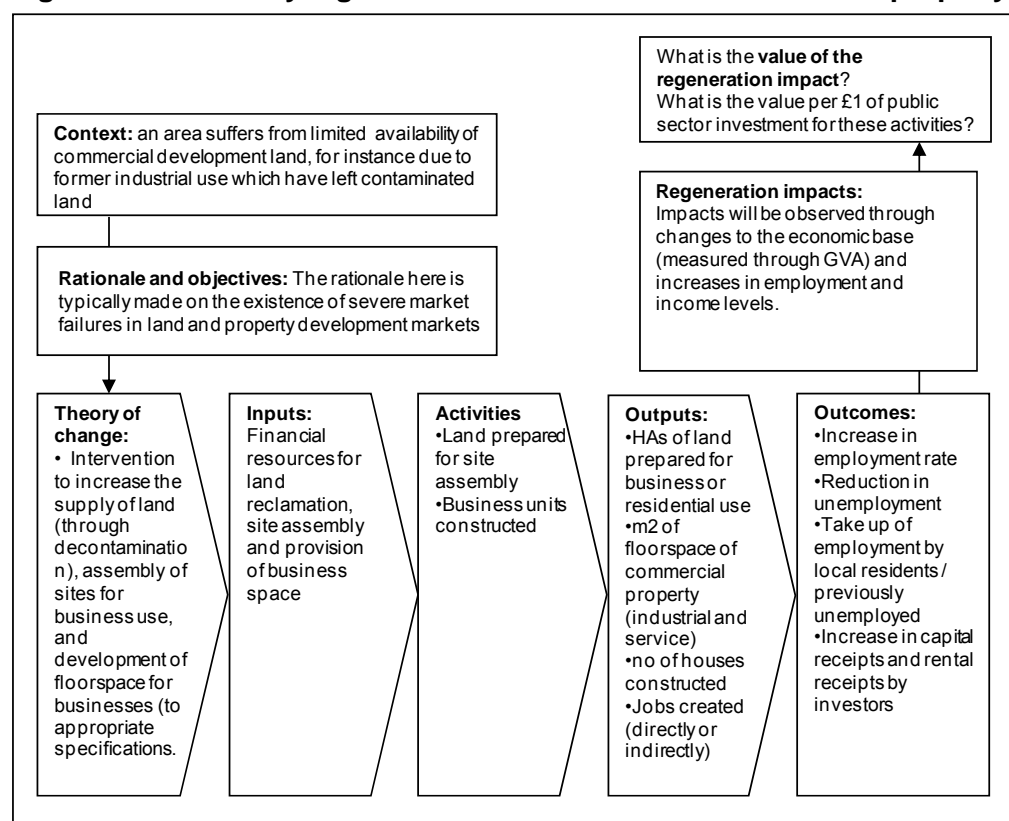 What is the value of the
regeneration impact?
What is the value per £1 of public
sector investment for these activities?
Context: an area suffers from limited availability of
commercial development land, for instance due to
former industrial use which have left contaminated
land
Regeneration impacts:
Impacts will be observed through
changes to the economic base
(measured through GVA) and
increases in employment and
income levels.
Rationale and objectives: The rationale here is
typically made on the existence of severe market
failures in land and property development markets
Theory of
change:
• Intervention
to increase the
supply of land
(through
decontaminatio
n), assembly of
sites for
business use,
and
development of
floorspace for
businesses (to
appropriate
specifications.
Inputs:
Financial
resources for
land
reclamation,
site assembly
and provision
of business
space
Activities
•Land prepared
for site
assembly
•Business units
constructed
Outputs:
•HAs of land
prepared for
business or
residential use
•m2 of
floorspace of
commercial
property
(industrial and
service)
•no of houses
constructed
•Jobs created
(directly or
indirectly)
Outcomes:
•Increase in
employment rate
•Reduction in
unemployment
•Take up of
employment by
local residents /
previously
unemployed
•Increase in capital
receipts and rental
receipts by
investors